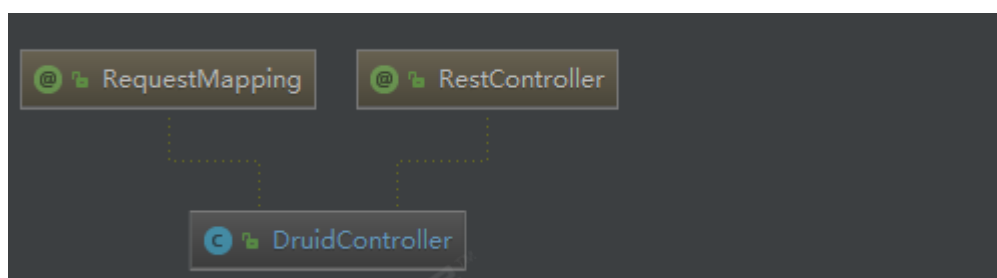 @ RequestMapping
@ RestController
C DruidController